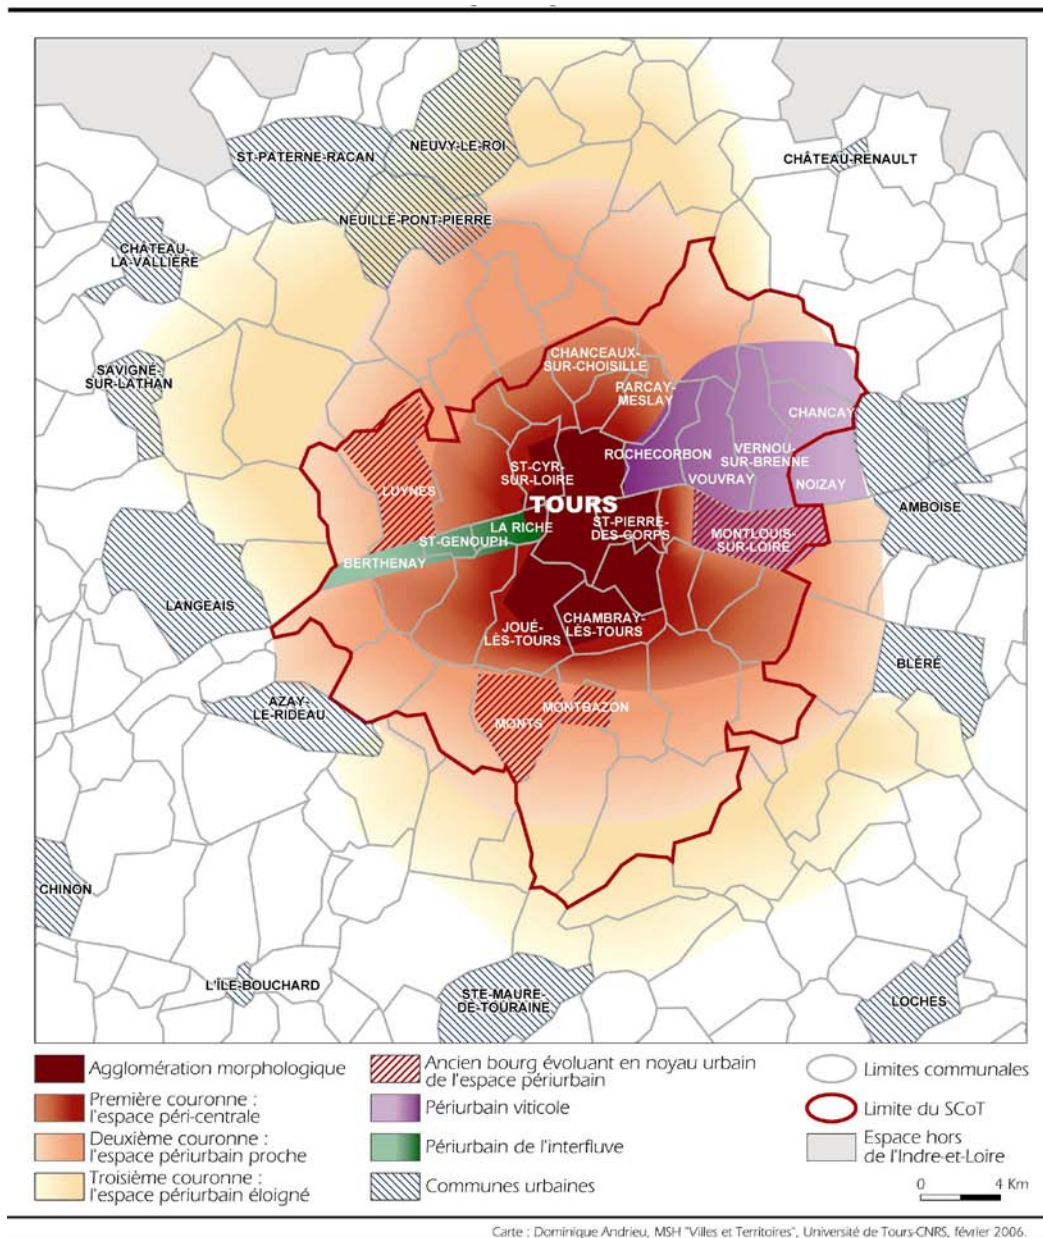 NEUVY-LE-ROI
ST-PATERNE-RACAN
CHÂTEAU-RENAULT
NEUILLÉ-PONT-PIERRE
CHÂTEAU-
LA-VALLIÈRE
SAVIGNÉ-
SUR-LATHAN
CHANCEAUX-
SUR-CHOISILLE
PARCAY-
MESLAY
CHANCAY
ROCHECORBON
VERNOU-
SUR-BRENNE
VOUVRAY
NOIZAY
ST-CYR-
SUR-LOIRE
LUYNES
TOURS
AMBOISE
LA RICHE
ST-PIERRE-
DES-CORPS
ST-GENOUPH
MONTLOUIS-
SUR-LOIRE
BERTHENAY
LANGEAIS
JOUÉ-
LÉS-TOURS
CHAMBRAY-
LÈS-TOURS
BLÉRÉ
AZAY-
LE-RIDEAU
MONTBAZON
MONTS
CHINON
L'ÎLE-BOUCHARD
STE-MAURE-
DE-TOURAINE
LOCHES
Agglomération morphologique
Première couronne :
l'espace péri-centrale
Deuxième couronne :
l'espace périurbain proche
Troisième couronne :
l'espace périurbain éloigné
Ancien bourg évoluant en noyau urbain
de l'espace périurbain
Périurbain viticole
Périurbain de l'interfluve
Communes urbaines
Limites communales
Limite du SCoT
Espace hors
de l'Indre-et-Loire
0 4 Km
Carte : Dominique Andrieu, MSH "Villes et Territoires", Université de Tours-CNRS, février 2006.